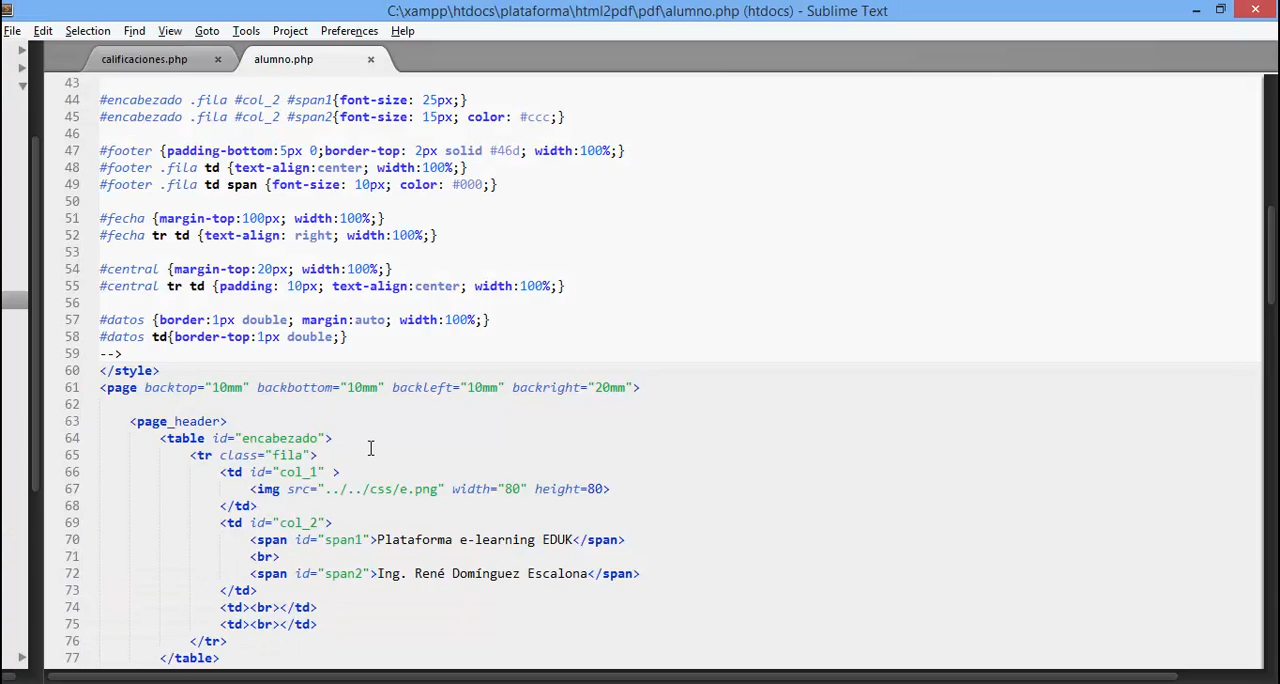 C:\xampp\htdocs\plataforma\html2pdf\pdf\alumno.php (htdocs) - Sublime Text
File Edit Selection Find View Goto Tools Project Preferences Help
calificaciones.php × alumno.php ×
43
44 #encabezado .fila #col_2 #span1{font-size: 25px;}
45 #encabezado .fila #col_2 #span2{font-size: 15px; color: #ccc;}
46
47 #footer {padding-bottom:5px 0;border-top: 2px solid #46d; width:100%;}
48 #footer .fila td {text-align:center; width:100%;}
49 #footer .fila td span {font-size: 10px; color: #000;}
50
51 #fecha {margin-top:100px; width:100%;}
52 #fecha tr td {text-align: right; width:100%;}
53
54 #central {margin-top:20px; width:100%;}
55 #central tr td {padding: 10px; text-align:center; width:100%;}
56
57 #datos {border:1px double; margin:auto; width:100%;}
58 #datos td{border-top:1px double;}
59 -->
60 </style>
61 <page backtop="10mm" backbottom="10mm" backleft="10mm" backright="20mm">
62
63 <page_header>
64 <table id="encabezado">
65 <tr class="fila">
66 <td id="col_1" >
67 <img src="../../css/e.png" width="80" height=80>
68 </td>
69 <td id="col_2">
70 <span id="span1">Plataforma e-learning EDUK</span>
71 <br>
72 <span id="span2">Ing. René Domínguez Escalona</span>
73 </td>
74 <td><br></td>
75 <td><br></td>
76 </tr>
77 </table>